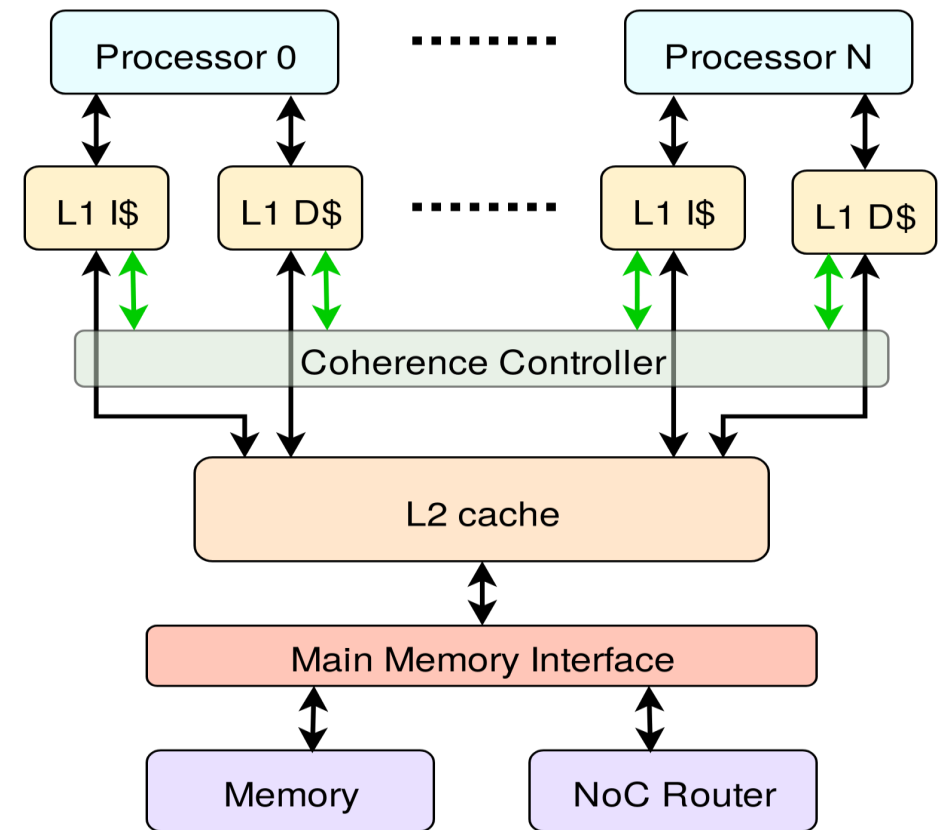 Processor 0
Processor N
L1 I$
L1 D$
L1 I$
L1 D$
Coherence Controller
L2 cache
Main Memory Interface
Memory
NoC Router